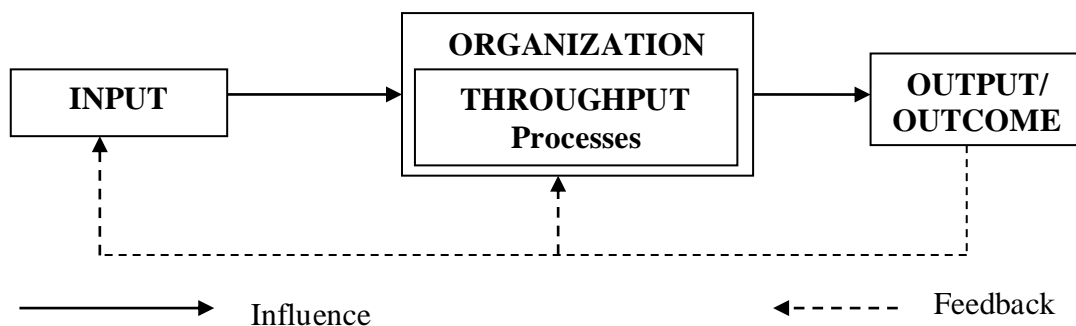 ORGANIZATION
INPUT
THROUGHPUT
Processes
OUTPUT/
OUTCOME
Influence
Feedback